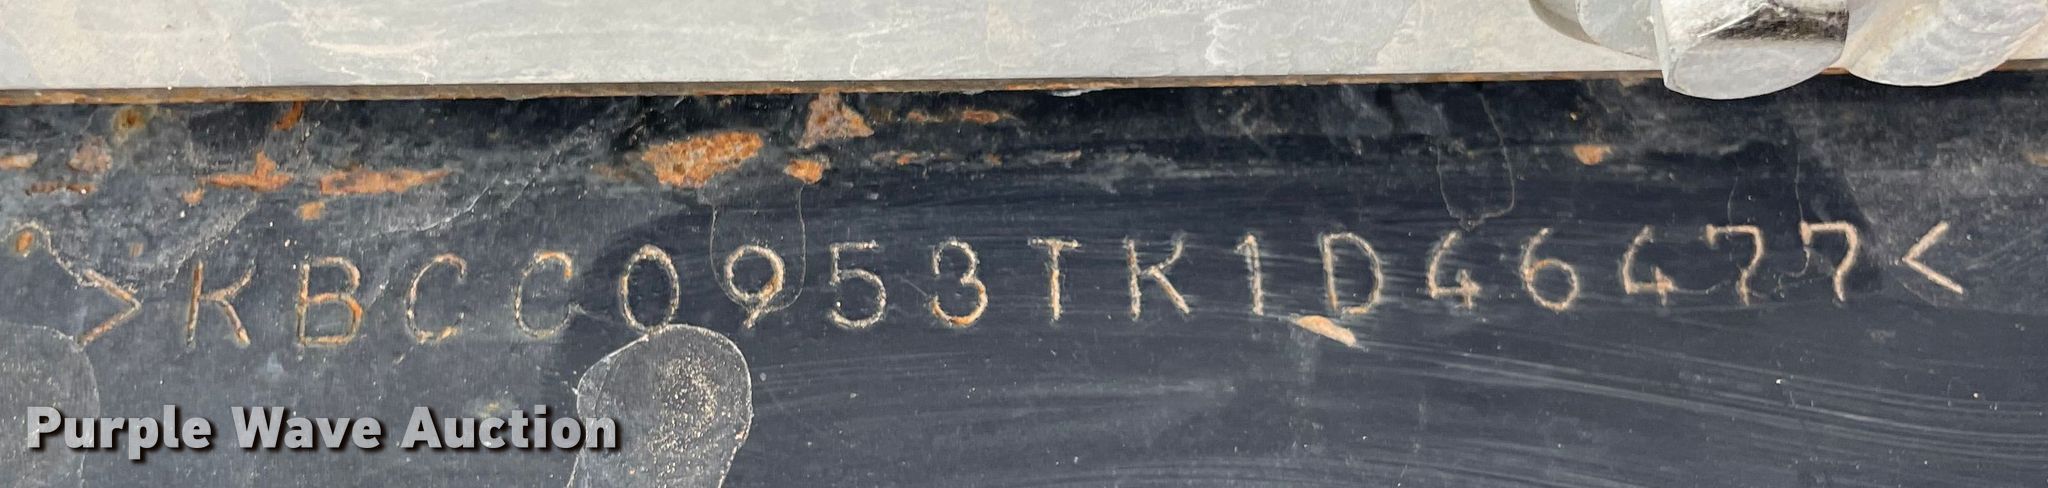 >KBCC0953TK1D46477<
Purple Wave Auction